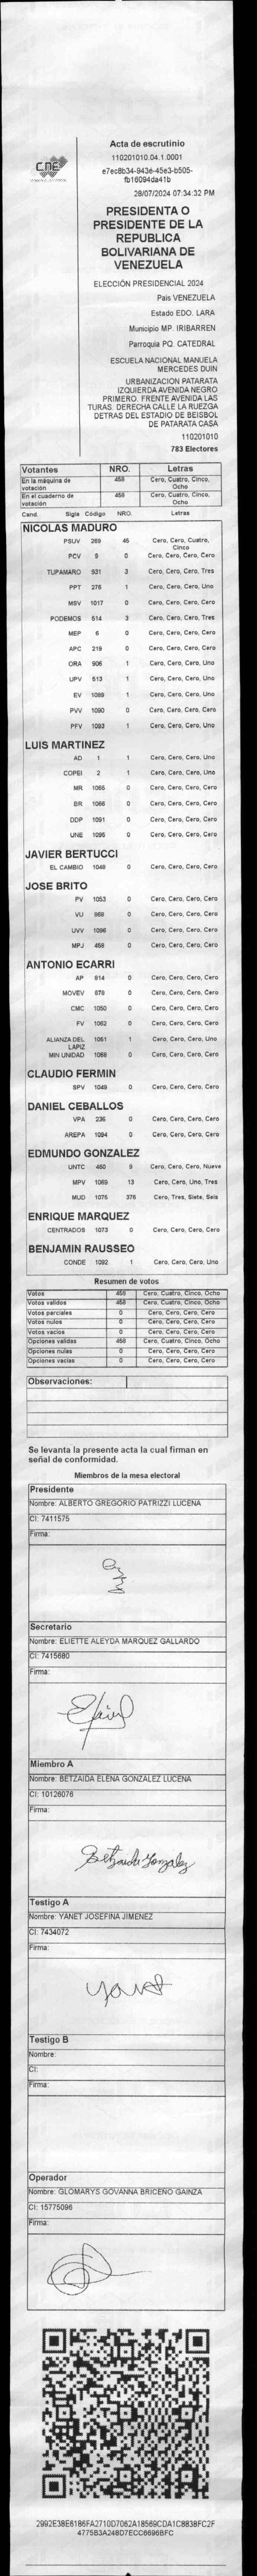 CNE
Acta de escrutinio
110201010.04.1.0001
e7ec8b34-9436-45e3-b505-
fb16094da41b
28/07/2024 07:34:32 PM
PRESIDENTA O
PRESIDENTE DE LA
REPUBLICA
BOLIVARIANA DE
VENEZUELA
ELECCIÓN PRESIDENCIAL 2024
Pais VENEZUELA
Estado EDO. LARA
Municipio MP. IRIBARREN
Parroquia PQ. CATEDRAL
ESCUELA NACIONAL MANUELA
MERCEDES DUIN
URBANIZACION PATARATA
IZQUIERDA AVENIDA NEGRO
PRIMERO. FRENTE AVENIDA LAS
TURAS. DERECHA CALLE LA RUEZGA
DETRAS DEL ESTADIO DE BEISBOL
DE PATARATA CASA
110201010
783 Electores
Votantes NRO. Letras
En la máquina de votación 458 Cero, Cuatro, Cinco, Ocho
En el cuaderno de votación 458 Cero, Cuatro, Cinco, Ocho
Cand. Sigla Código NRO. Letras
NICOLAS MADURO
PSUV 269 45 Cero, Cero, Cuatro, Cinco
PCV 9 0 Cero, Cero, Cero, Cero
TUPAMARO 931 3 Cero, Cero, Cero, Tres
PPT 275 1 Cero, Cero, Cero, Uno
MSV 1017 0 Cero, Cero, Cero, Cero
PODEMOS 514 3 Cero, Cero, Cero, Tres
MEP 6 0 Cero, Cero, Cero, Cero
APC 219 0 Cero, Cero, Cero, Cero
ORA 906 1 Cero, Cero, Cero, Uno
UPV 513 1 Cero, Cero, Cero, Uno
EV 1089 1 Cero, Cero, Cero, Uno
PVV 1090 0 Cero, Cero, Cero, Cero
PFV 1093 1 Cero, Cero, Cero, Uno
LUIS MARTINEZ
AD 1 1 Cero, Cero, Cero, Uno
COPEI 2 1 Cero, Cero, Cero, Uno
MR 1065 0 Cero, Cero, Cero, Cero
BR 1066 0 Cero, Cero, Cero, Cero
DDP 1091 0 Cero, Cero, Cero, Cero
UNE 1095 0 Cero, Cero, Cero, Cero
JAVIER BERTUCCI
EL CAMBIO 1048 0 Cero, Cero, Cero, Cero
JOSE BRITO
PV 1053 0 Cero, Cero, Cero, Cero
VU 969 0 Cero, Cero, Cero, Cero
UVV 1096 0 Cero, Cero, Cero, Cero
MPJ 458 0 Cero, Cero, Cero, Cero
ANTONIO ECARRI
AP 814 0 Cero, Cero, Cero, Cero
MOVEV 879 0 Cero, Cero, Cero, Cero
CMC 1050 0 Cero, Cero, Cero, Cero
FV 1062 0 Cero, Cero, Cero, Cero
ALIANZA DEL LAPIZ 1061 1 Cero, Cero, Cero, Uno
MIN UNIDAD 1068 0 Cero, Cero, Cero, Cero
CLAUDIO FERMIN
SPV 1049 0 Cero, Cero, Cero, Cero
DANIEL CEBALLOS
VPA 236 0 Cero, Cero, Cero, Cero
AREPA 1094 0 Cero, Cero, Cero, Cero
EDMUNDO GONZALEZ
UNTC 460 9 Cero, Cero, Cero, Nueve
MPV 1069 13 Cero, Cero, Uno, Tres
MUD 1075 376 Cero, Tres, Siete, Seis
ENRIQUE MARQUEZ
CENTRADOS 1073 0 Cero, Cero, Cero, Cero
BENJAMIN RAUSSEO
CONDE 1092 1 Cero, Cero, Cero, Uno
Resumen de votos
Votos 458 Cero, Cuatro, Cinco, Ocho
Votos validos 458 Cero, Cuatro, Cinco, Ocho
Votos parciales 0 Cero, Cero, Cero, Cero
Votos nulos 0 Cero, Cero, Cero, Cero
Votos vacios 0 Cero, Cero, Cero, Cero
Opciones validas 458 Cero, Cuatro, Cinco, Ocho
Opciones nulas 0 Cero, Cero, Cero, Cero
Opciones vacias 0 Cero, Cero, Cero, Cero
Observaciones:
Se levanta la presente acta la cual firman en
señal de conformidad.
Miembros de la mesa electoral
Presidente
Nombre: ALBERTO GREGORIO PATRIZZI LUCENA
CI: 7411575
Firma:
Secretario
Nombre: ELIETTE ALEYDA MARQUEZ GALLARDO
CI: 7415680
Firma:
Miembro A
Nombre: BETZAIDA ELENA GONZALEZ LUCENA
CI: 10126076
Firma:
Betzaida Gonzalez
Testigo A
Nombre: YANET JOSEFINA JIMENEZ
CI: 7434072
Firma:
Yanet
Testigo B
Nombre:
CI:
Firma:
Operador
Nombre: GLOMARYS GOVANNA BRICEÑO GAINZA
CI: 15775096
Firma:
2992E38E6186FA2710D7062A18569CDA1C8838FC2F
4775B3A248D7ECC6696BFC